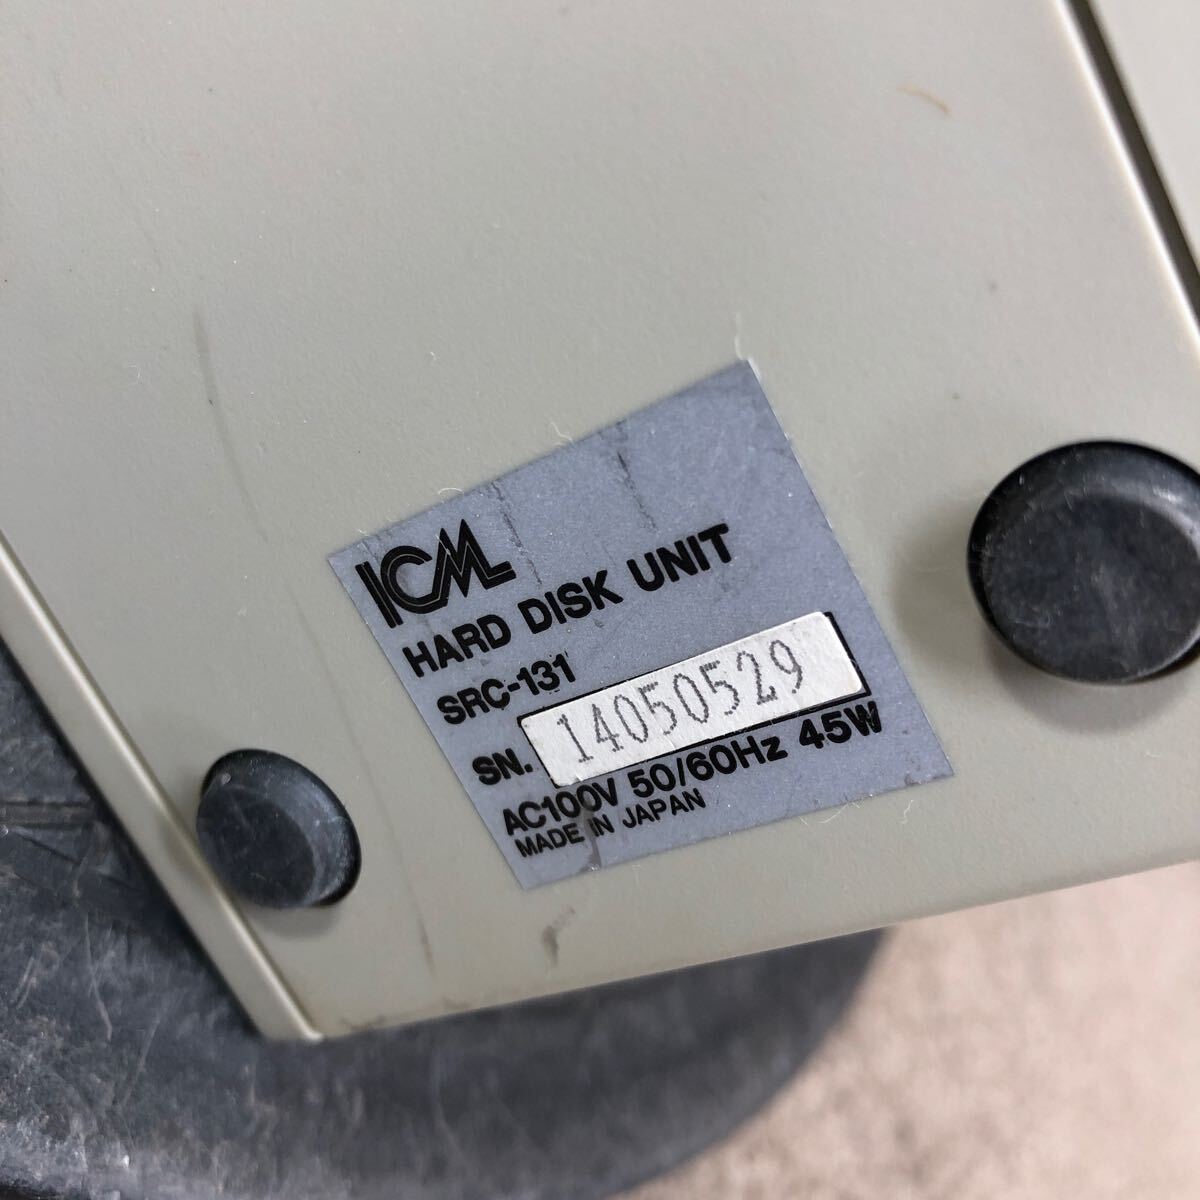 ICM
HARD DISK UNIT
SRC-131
SN. 14050529
AC100V 50/60Hz 45W
MADE IN JAPAN